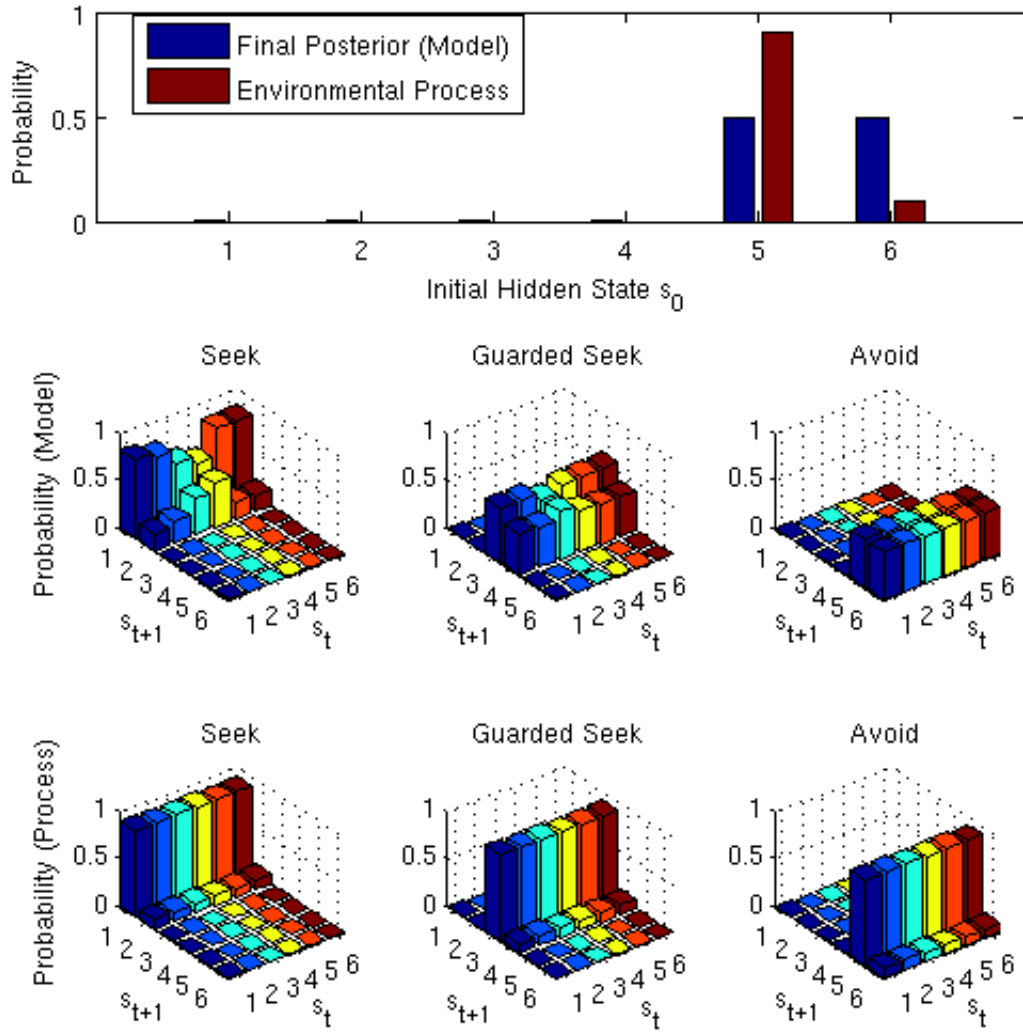 1
0.5
0
Probability
Final Posterior (Model)
Environmental Process
1 2 3 4 5 6
Initial Hidden State s0
Seek Guarded Seek Avoid
Probability (Model)
1 1 1
0.5 0.5 0.5
0 0 0
1 2 3 4 5 6 1 2 3 4 5 6 1 2 3 4 5 6
1 2 3 4 5 6 1 2 3 4 5 6 1 2 3 4 5 6
st+1 st st+1 st st+1 st
Seek Guarded Seek Avoid
Probability (Process)
1 1 1
0.5 0.5 0.5
0 0 0
1 2 3 4 5 6 1 2 3 4 5 6 1 2 3 4 5 6
1 2 3 4 5 6 1 2 3 4 5 6 1 2 3 4 5 6
st+1 st st+1 st st+1 st